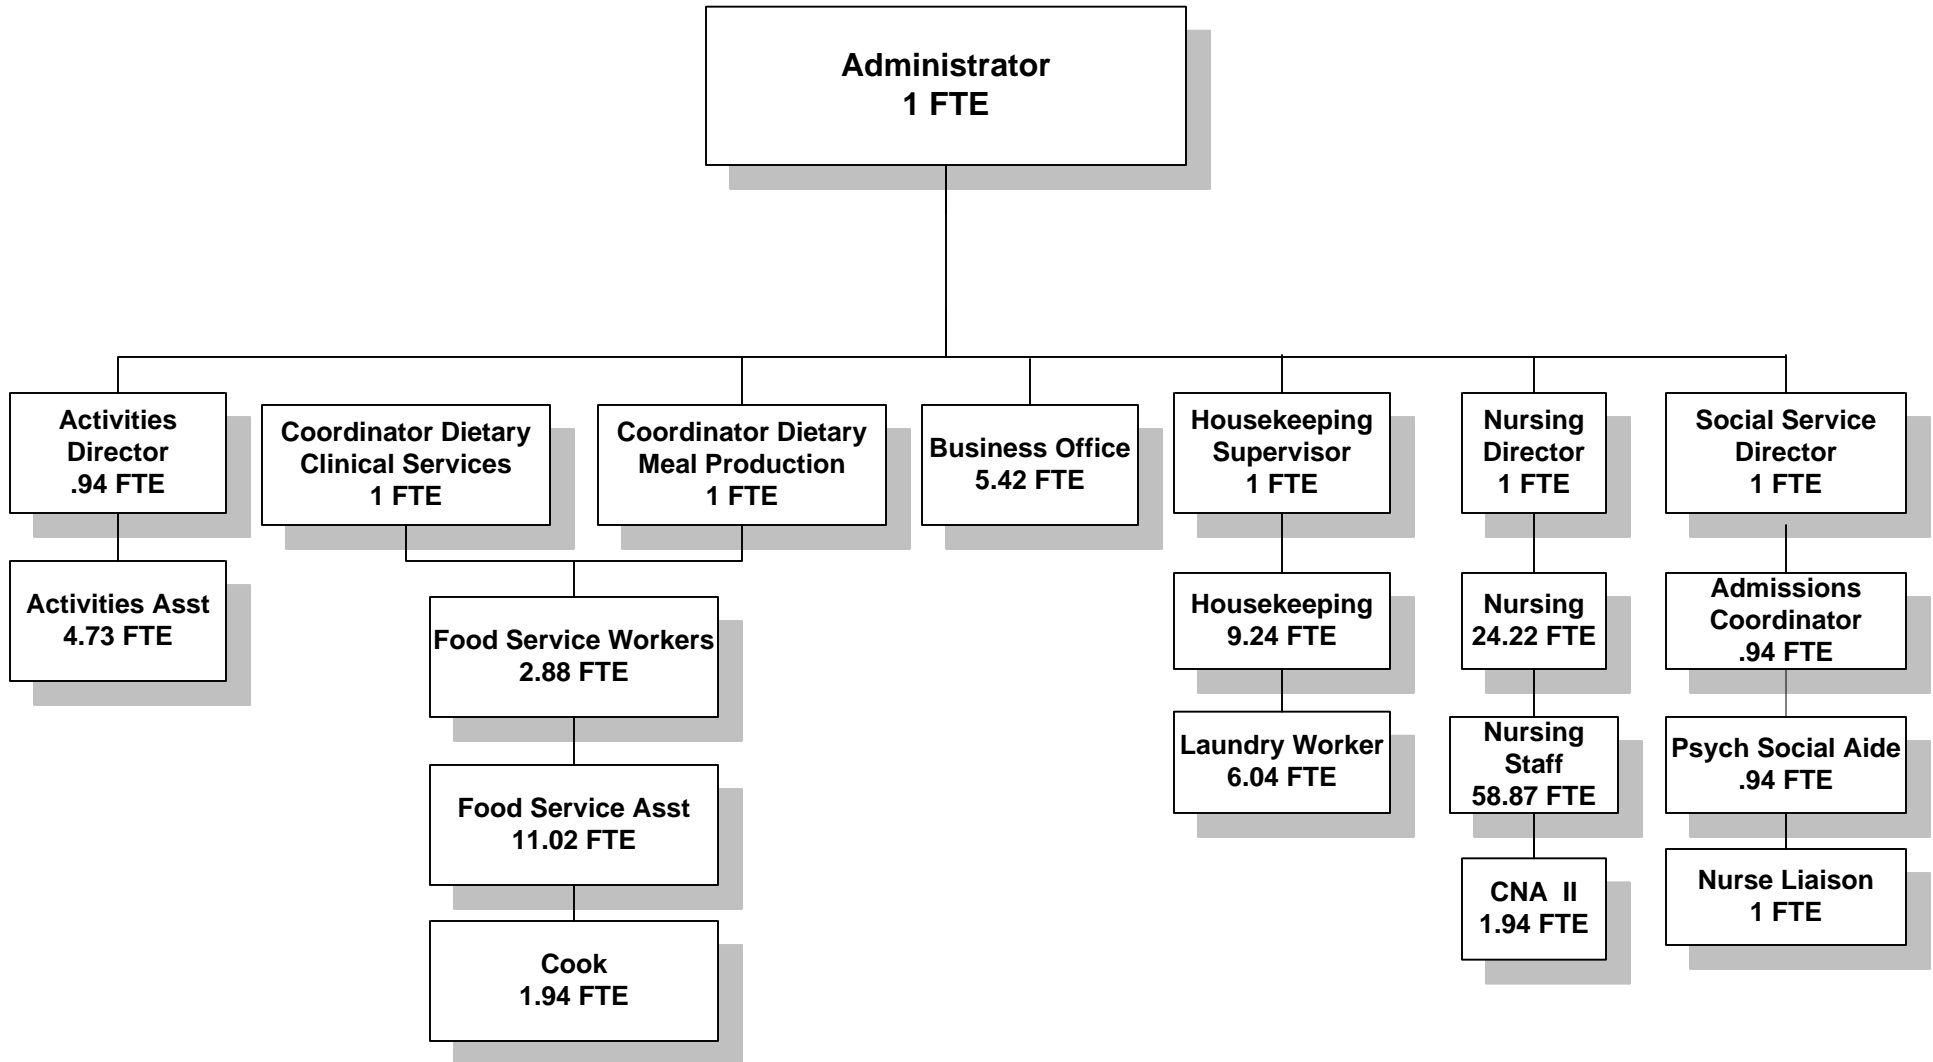 Administrator
1 FTE
Activities
Director
.94 FTE
Coordinator Dietary
Clinical Services
1 FTE
Coordinator Dietary
Meal Production
1 FTE
Business Office
5.42 FTE
Housekeeping
Supervisor
1 FTE
Nursing
Director
1 FTE
Social Service
Director
1 FTE
Activities Asst
4.73 FTE
Food Service Workers
2.88 FTE
Housekeeping
9.24 FTE
Nursing
24.22 FTE
Admissions
Coordinator
.94 FTE
Food Service Asst
11.02 FTE
Laundry Worker
6.04 FTE
Nursing
Staff
58.87 FTE
Psych Social Aide
.94 FTE
Cook
1.94 FTE
CNA II
1.94 FTE
Nurse Liaison
1 FTE